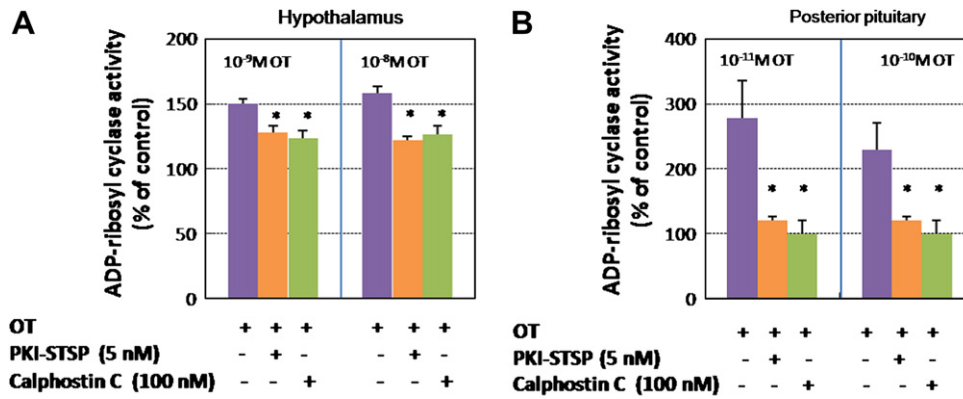 A
Hypothalamus
ADP-ribosyl cyclase activity
(% of control)
200
150
100
50
0
10⁻⁹M OT
10⁻⁸M OT
* *
* *
OT + + + + + +
PKI-STSP (5 nM) - + - - + -
Calphostin C (100 nM) - - + - - +
B
Posterior pituitary
ADP-ribosyl cyclase activity
(% of control)
400
300
200
100
0
10⁻¹¹M OT
10⁻¹⁰M OT
* *
* *
OT + + + + + +
PKI-STSP (5 nM) - + - - + -
Calphostin C (100 nM) - - + - - +